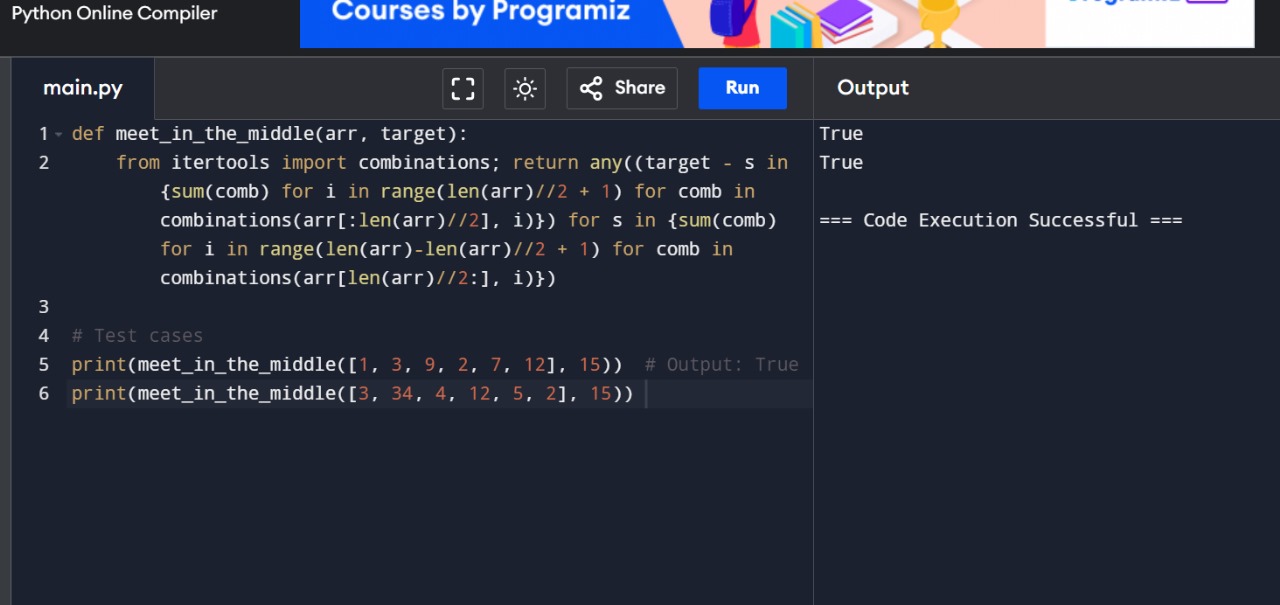 Python Online Compiler
Courses by Programiz
main.py
Share
Run
Output
1 def meet_in_the_middle(arr, target):
2 from itertools import combinations; return any((target - s in
{sum(comb) for i in range(len(arr)//2 + 1) for comb in
combinations(arr[:len(arr)//2], i)}) for s in {sum(comb)
for i in range(len(arr)-len(arr)//2 + 1) for comb in
combinations(arr[len(arr)//2:], i)})
3
4 # Test cases
5 print(meet_in_the_middle([1, 3, 9, 2, 7, 12], 15))  # Output: True
6 print(meet_in_the_middle([3, 34, 4, 12, 5, 2], 15))
True
True
=== Code Execution Successful ===